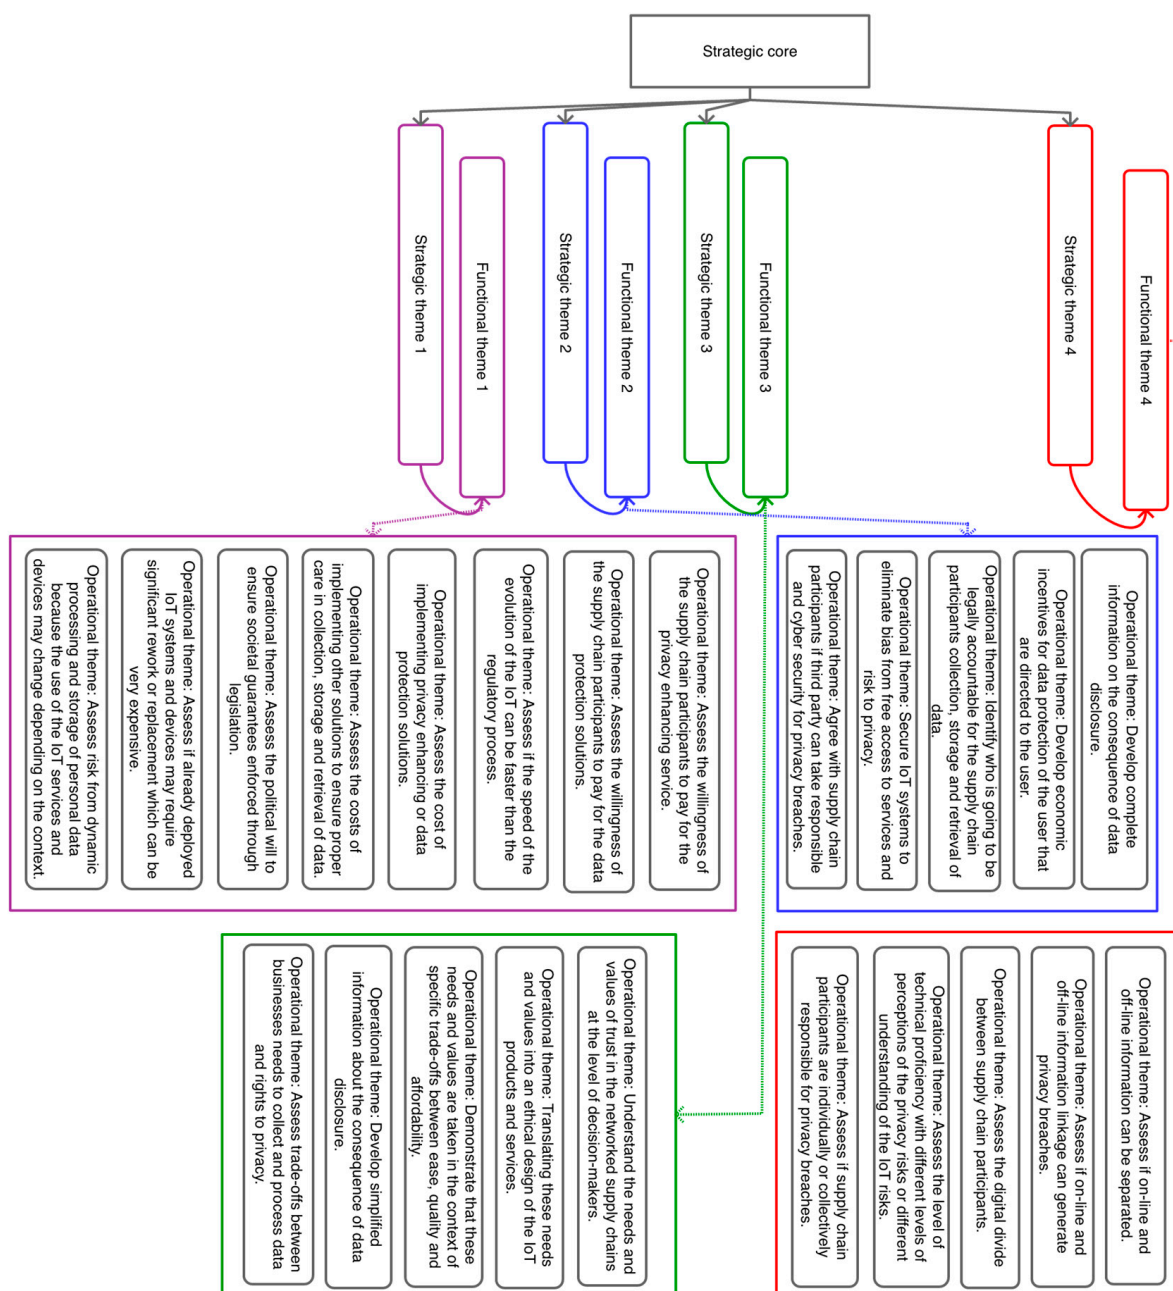 Strategic core
Strategic theme 1
Functional theme 1
Strategic theme 2
Functional theme 2
Strategic theme 3
Functional theme 3
Strategic theme 4
Functional theme 4
Operational theme: Assess the willingness of
the supply chain participants to pay for the
privacy enhancing service.
Operational theme: Assess the willingness of
the supply chain participants to pay for the data
protection solutions.
Operational theme: Assess if the speed of the
evolution of the IoT can be faster than the
regulatory process.
Operational theme: Assess the cost of
implementing privacy enhancing or data
protection solutions.
Operational theme: Assess the costs of
implementing other solutions to ensure proper
care in collection, storage and retrieval of data.
Operational theme: Assess the political will to
ensure societal guarantees enforced through
legislation.
Operational theme: Assess if already deployed
IoT systems and devices may require
significant rework or replacement which can be
very expensive.
Operational theme: Assess risk from dynamic
processing and storage of personal data
because the use of the IoT services and
devices may change depending on the context.
Operational theme: Develop complete
information on the consequence of data
disclosure.
Operational theme: Develop economic
incentives for data protection of the user that
are directed to the user.
Operational theme: Identify who is going to be
legally accountable for the supply chain
participants collection, storage and retrieval of
data.
Operational theme: Secure IoT systems to
eliminate bias from free access to services and
risk to privacy.
Operational theme: Agree with supply chain
participants if third party can take responsible
and cyber security for privacy breaches.
Operational theme: Understand the needs and
values of trust in the networked supply chains
at the level of decision-makers.
Operational theme: Translating these needs
and values into an ethical design of the IoT
products and services.
Operational theme: Demonstrate that these
needs and values are taken in the context of
specific trade-offs between ease, quality and
affordability.
Operational theme: Develop simplified
information about the consequence of data
disclosure.
Operational theme: Assess trade-offs between
businesses needs to collect and process data
and rights to privacy.
Operational theme: Assess if on-line and
off-line information can be separated.
Operational theme: Assess if on-line and
off-line information linkage can generate
privacy breaches.
Operational theme: Assess the digital divide
between supply chain participants.
Operational theme: Assess the level of
technical proficiency with different levels of
perceptions of the privacy risks or different
understanding of the IoT risks.
Operational theme: Assess if supply chain
participants are individually or collectively
responsible for privacy breaches.